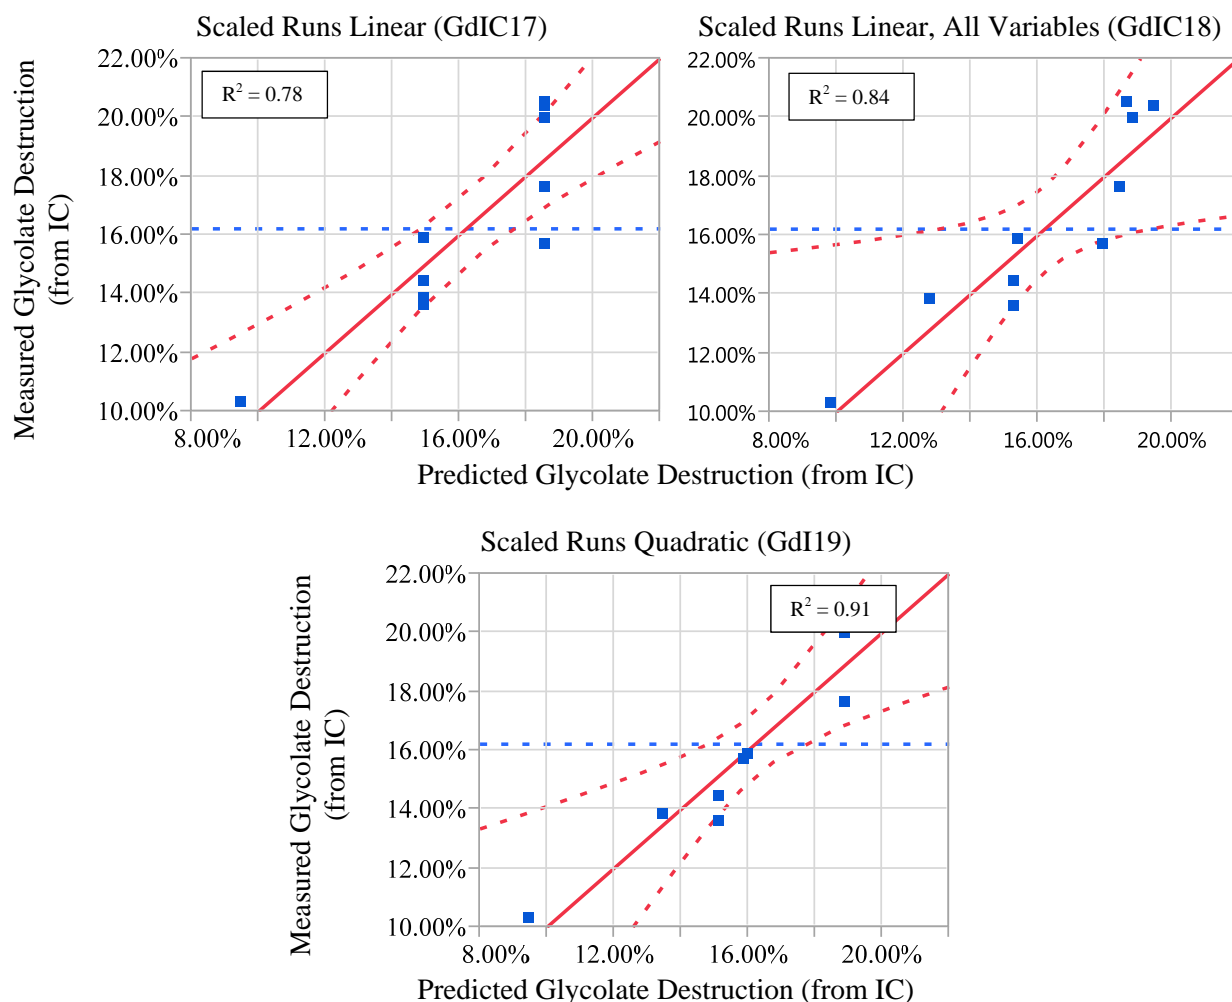 Scaled Runs Linear (GdIC17)
Measured Glycolate Destruction
(from IC)
22.00%
20.00%
18.00%
16.00%
14.00%
12.00%
10.00%
R² = 0.78
8.00% 12.00% 16.00% 20.00%
Scaled Runs Linear, All Variables (GdIC18)
22.00%
20.00%
18.00%
16.00%
14.00%
12.00%
10.00%
R² = 0.84
8.00% 12.00% 16.00% 20.00%
Predicted Glycolate Destruction (from IC)
Scaled Runs Quadratic (GdI19)
Measured Glycolate Destruction
(from IC)
22.00%
20.00%
18.00%
16.00%
14.00%
12.00%
10.00%
R² = 0.91
8.00% 12.00% 16.00% 20.00%
Predicted Glycolate Destruction (from IC)